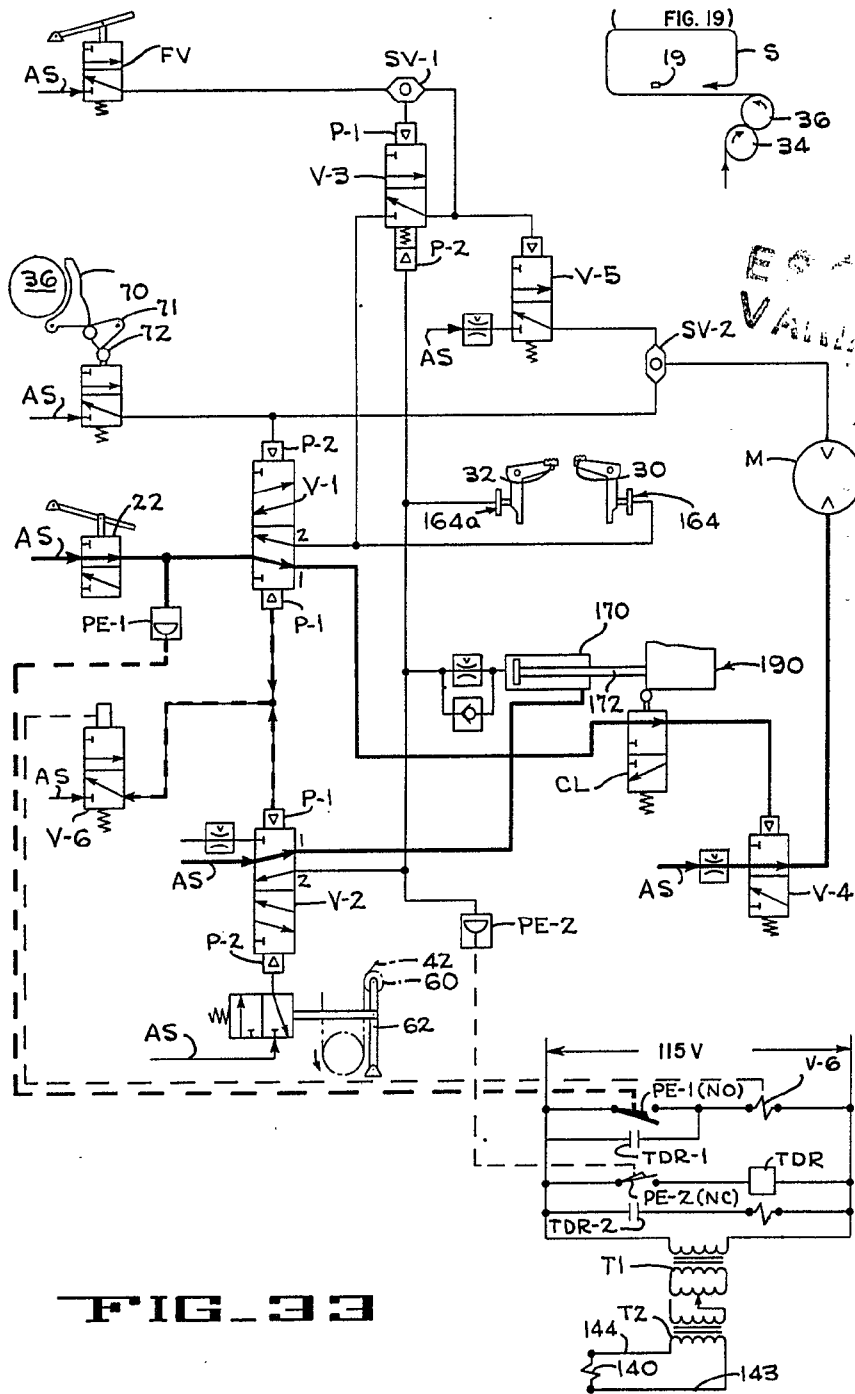 (FIG. 19)
S
19
36
34
FV
AS
SV-1
P-1
V-3
P-2
V-5
AS
SV-2
36
70
71
72
AS
P-2
V-1
2
1
P-1
32
30
164a
164
M
22
AS
PE-1
170
172
190
CL
AS
V-6
P-1
1
2
AS
V-2
P-2
PE-2
AS
V-4
42
60
62
AS
115 V
V-6
PE-1 (NO)
TDR-1
TDR
PE-2 (NC)
TDR-2
T1
T2
144
140
143
FIG_33